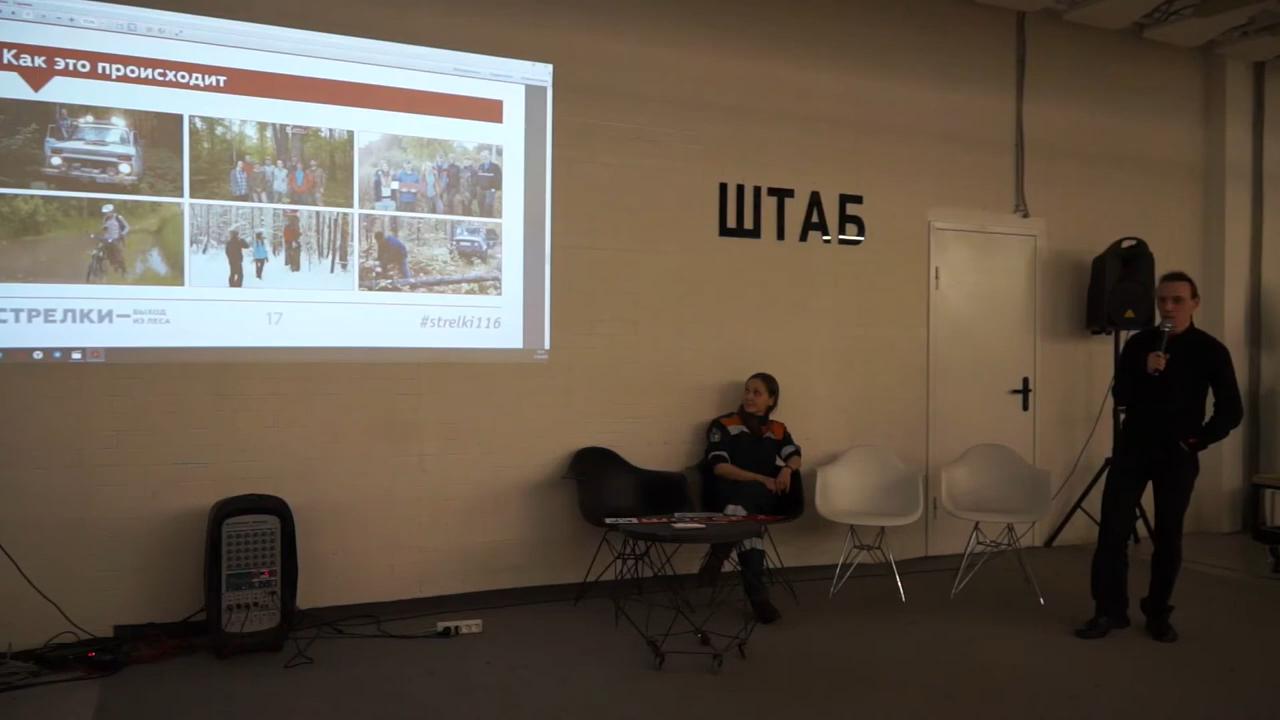 Как это происходит
СТРЕЛКИ—
ВЫХОД
ИЗ ЛЕСА
17
#strelki116
ШТАБ